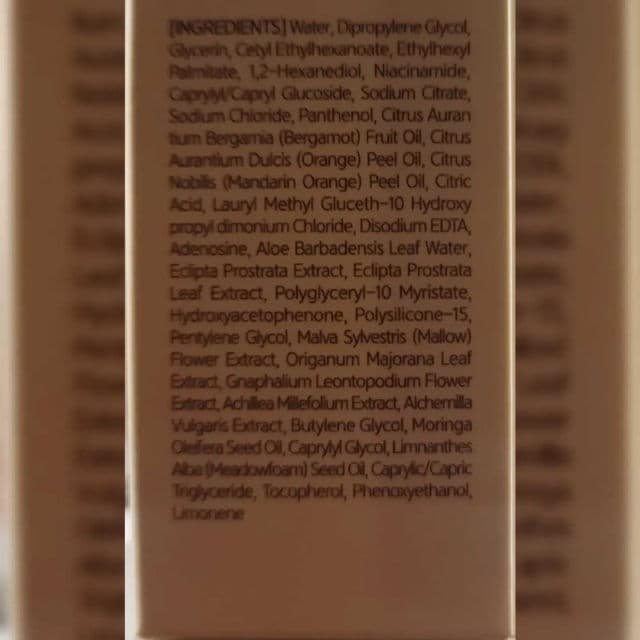 [INGREDIENTS] Water, Dipropylene Glycol,
Glycerin, Cetyl Ethylhexanoate, Ethylhexyl
Palmitate, 1,2-Hexanediol, Niacinamide,
Caprylyl/Capryl Glucoside, Sodium Citrate,
Sodium Chloride, Panthenol, Citrus Auran
tium Bergamia (Bergamot) Fruit Oil, Citrus
Aurantium Dulcis (Orange) Peel Oil, Citrus
Nobilis (Mandarin Orange) Peel Oil, Citric
Acid, Lauryl Methyl Gluceth-10 Hydroxy
propyl dimonium Chloride, Disodium EDTA,
Adenosine, Aloe Barbadensis Leaf Water,
Eclipta Prostrata Extract, Eclipta Prostrata
Leaf Extract, Polyglyceryl-10 Myristate,
Hydroxyacetophenone, Polysilicone-15,
Pentylene Glycol, Malva Sylvestris (Mallow)
Flower Extract, Origanum Majorana Leaf
Extract, Gnaphalium Leontopodium Flower
Extract, Achillea Millefolium Extract, Alchemilla
Vulgaris Extract, Butylene Glycol, Moringa
Oleifera Seed Oil, Caprylyl Glycol, Limnanthes
Alba (Meadowfoam) Seed Oil, Caprylic/Capric
Triglyceride, Tocopherol, Phenoxyethanol,
Limonene